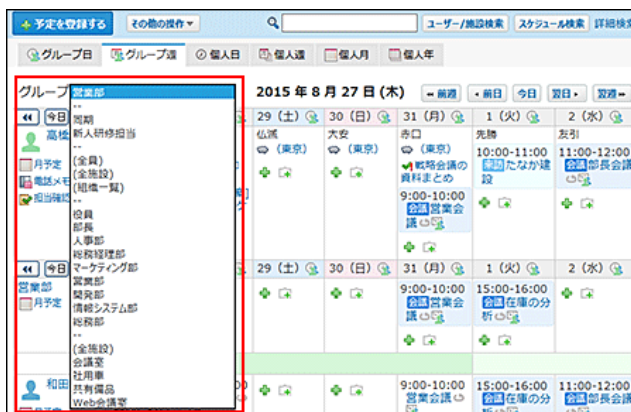 予定を登録する その他の操作 ユーザー/施設検索 スケジュール検索 詳細検索
グループ日 グループ週 個人日 個人週 個人月 個人年
グループ 営業部 2015 年 8 月 27 日 (木) 前週 前日 今日 翌日 翌週
--
同期
新人研修担当
--
(全員)
(全施設)
(組織一覧)
--
役員
部長
人事部
総務経理部
マーケティング部
営業部
開発部
情報システム部
総務部
--
(全施設)
会議室
社用車
共有備品
Web会議室
今日 29 (土) 30 (日) 31 (月) 1 (火) 2 (水)
高橋
月予定
電話メモ
担当確認
仏滅
(東京)
大安
(東京)
赤口
(東京)
戦略会議の
資料まとめ
9:00-10:00
会議 営業会
議
先勝
10:00-11:00
来訪 たなか建
設
友引
11:00-12:00
会議 部長会議
今日 29 (土) 30 (日) 31 (月) 1 (火) 2 (水)
営業部
月予定
9:00-10:00
会議 営業会
議
15:00-16:00
会議 在庫の分
析
和田
9:00-10:00
営業会議
15:00-16:00
会議 在庫の分
11:00-12:00
会議 部長会議